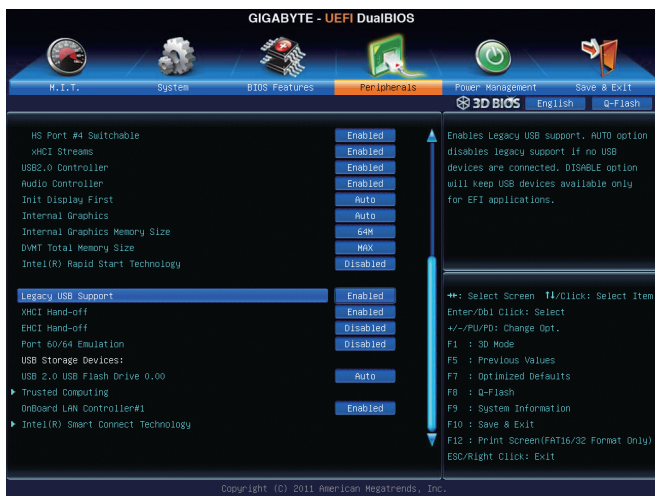 GIGABYTE - UEFI DualBIOS
M.I.T.
System
BIOS Features
Peripherals
Power Management
Save & Exit
3D BIOS
English
Q-Flash
HS Port #4 Switchable Enabled
xHCI Streams Enabled
USB2.0 Controller Enabled
Audio Controller Enabled
Init Display First Auto
Internal Graphics Auto
Internal Graphics Memory Size 64M
DVMT Total Memory Size MAX
Intel(R) Rapid Start Technology Disabled
Legacy USB Support Enabled
XHCI Hand-off Enabled
EHCI Hand-off Disabled
Port 60/64 Emulation Disabled
USB Storage Devices:
USB 2.0 USB Flash Drive 0.00 Auto
Trusted Computing
OnBoard LAN Controller#1 Enabled
Intel(R) Smart Connect Technology
Enables Legacy USB support. AUTO option
disables legacy support if no USB
devices are connected. DISABLE option
will keep USB devices available only
for EFI applications.
→←: Select Screen ↑↓/Click: Select Item
Enter/Dbl Click: Select
+/-/PU/PD: Change Opt.
F1 : 3D Mode
F5 : Previous Values
F7 : Optimized Defaults
F8 : Q-Flash
F9 : System Information
F10 : Save & Exit
F12 : Print Screen(FAT16/32 Format Only)
ESC/Right Click: Exit
Copyright (C) 2011 American Megatrends, Inc.